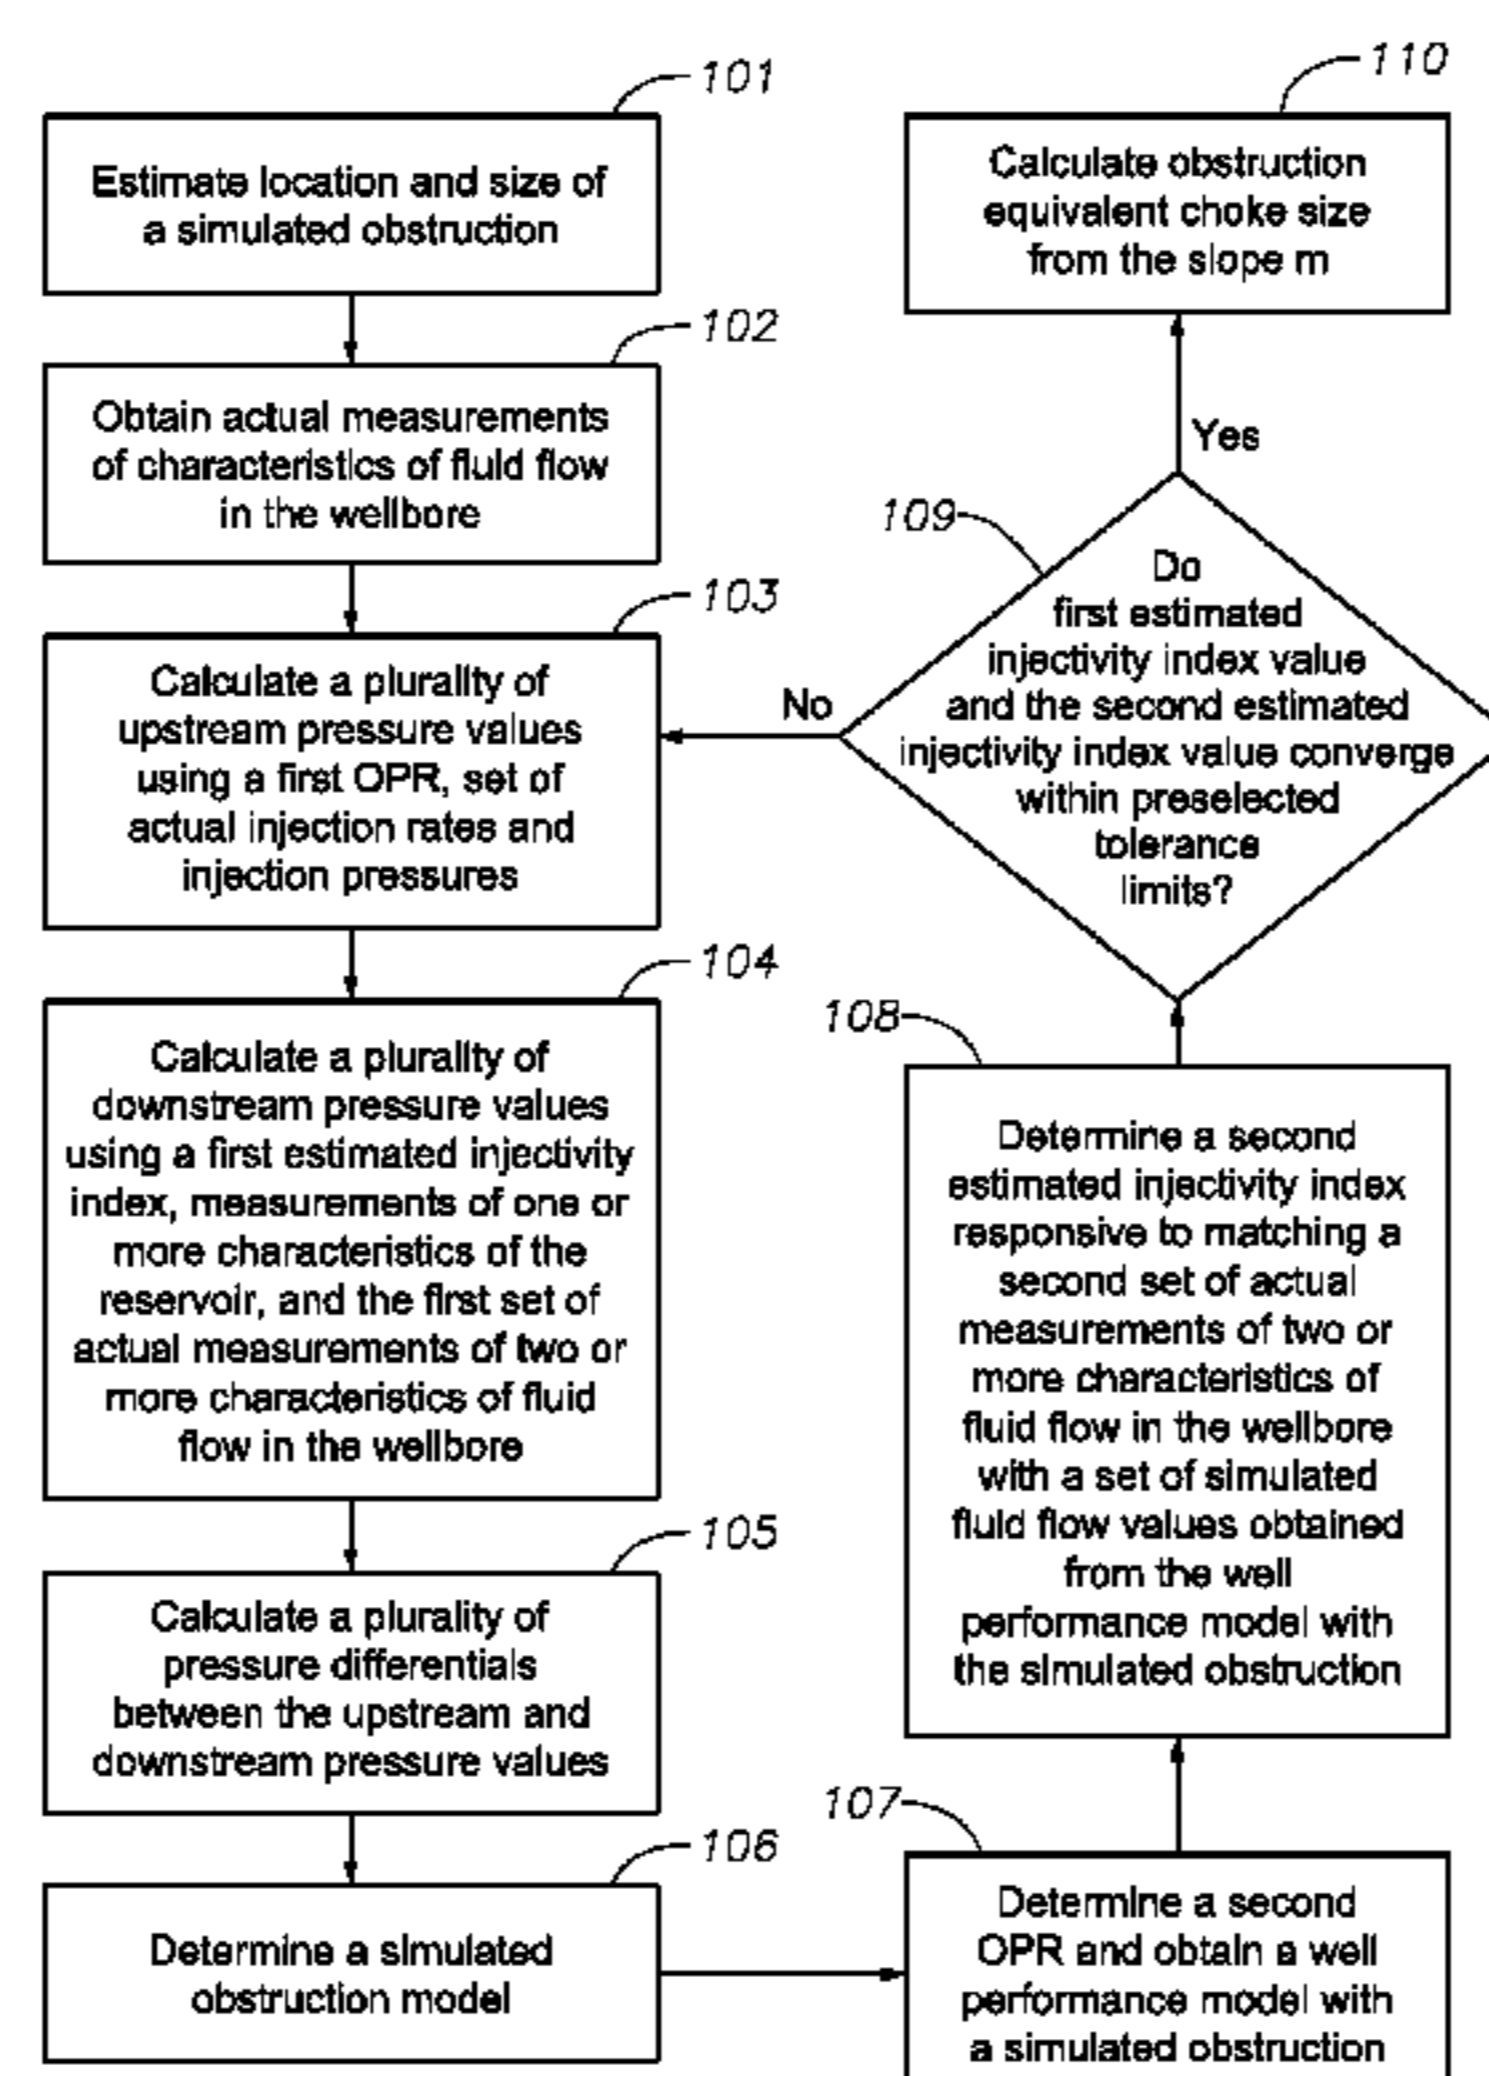 101
Estimate location and size of
a simulated obstruction
102
Obtain actual measurements
of characteristics of fluid flow
in the wellbore
103
Calculate a plurality of
upstream pressure values
using a first OPR, set of
actual injection rates and
injection pressures
104
Calculate a plurality of
downstream pressure values
using a first estimated injectivity
index, measurements of one or
more characteristics of the
reservoir, and the first set of
actual measurements of two or
more characteristics of fluid
flow in the wellbore
105
Calculate a plurality of
pressure differentials
between the upstream and
downstream pressure values
106
Determine a simulated
obstruction model
107
Determine a second
OPR and obtain a well
performance model with
a simulated obstruction
108
Determine a second
estimated injectivity index
responsive to matching a
second set of actual
measurements of two or
more characteristics of
fluid flow in the wellbore
with a set of simulated
fluid flow values obtained
from the well
performance model with
the simulated obstruction
109
Do
first estimated
injectivity index value
and the second estimated
injectivity index value converge
within preselected
tolerance
limits?
No
Yes
110
Calculate obstruction
equivalent choke size
from the slope m